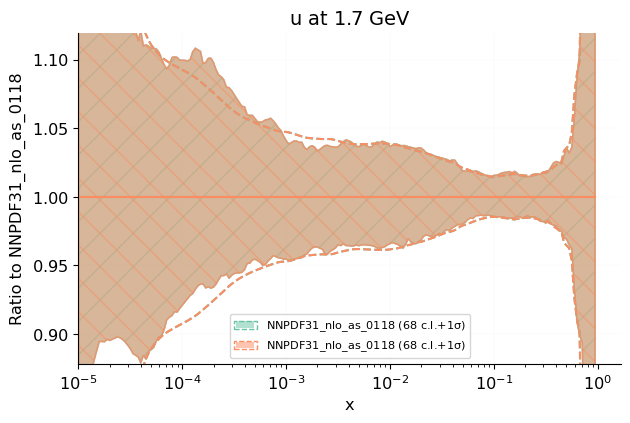 u at 1.7 GeV
Ratio to NNPDF31_nlo_as_0118
1.10
1.05
1.00
0.95
0.90
NNPDF31_nlo_as_0118 (68 c.l.+1σ)
NNPDF31_nlo_as_0118 (68 c.l.+1σ)
10⁻⁵ 10⁻⁴ 10⁻³ 10⁻² 10⁻¹ 10⁰
x